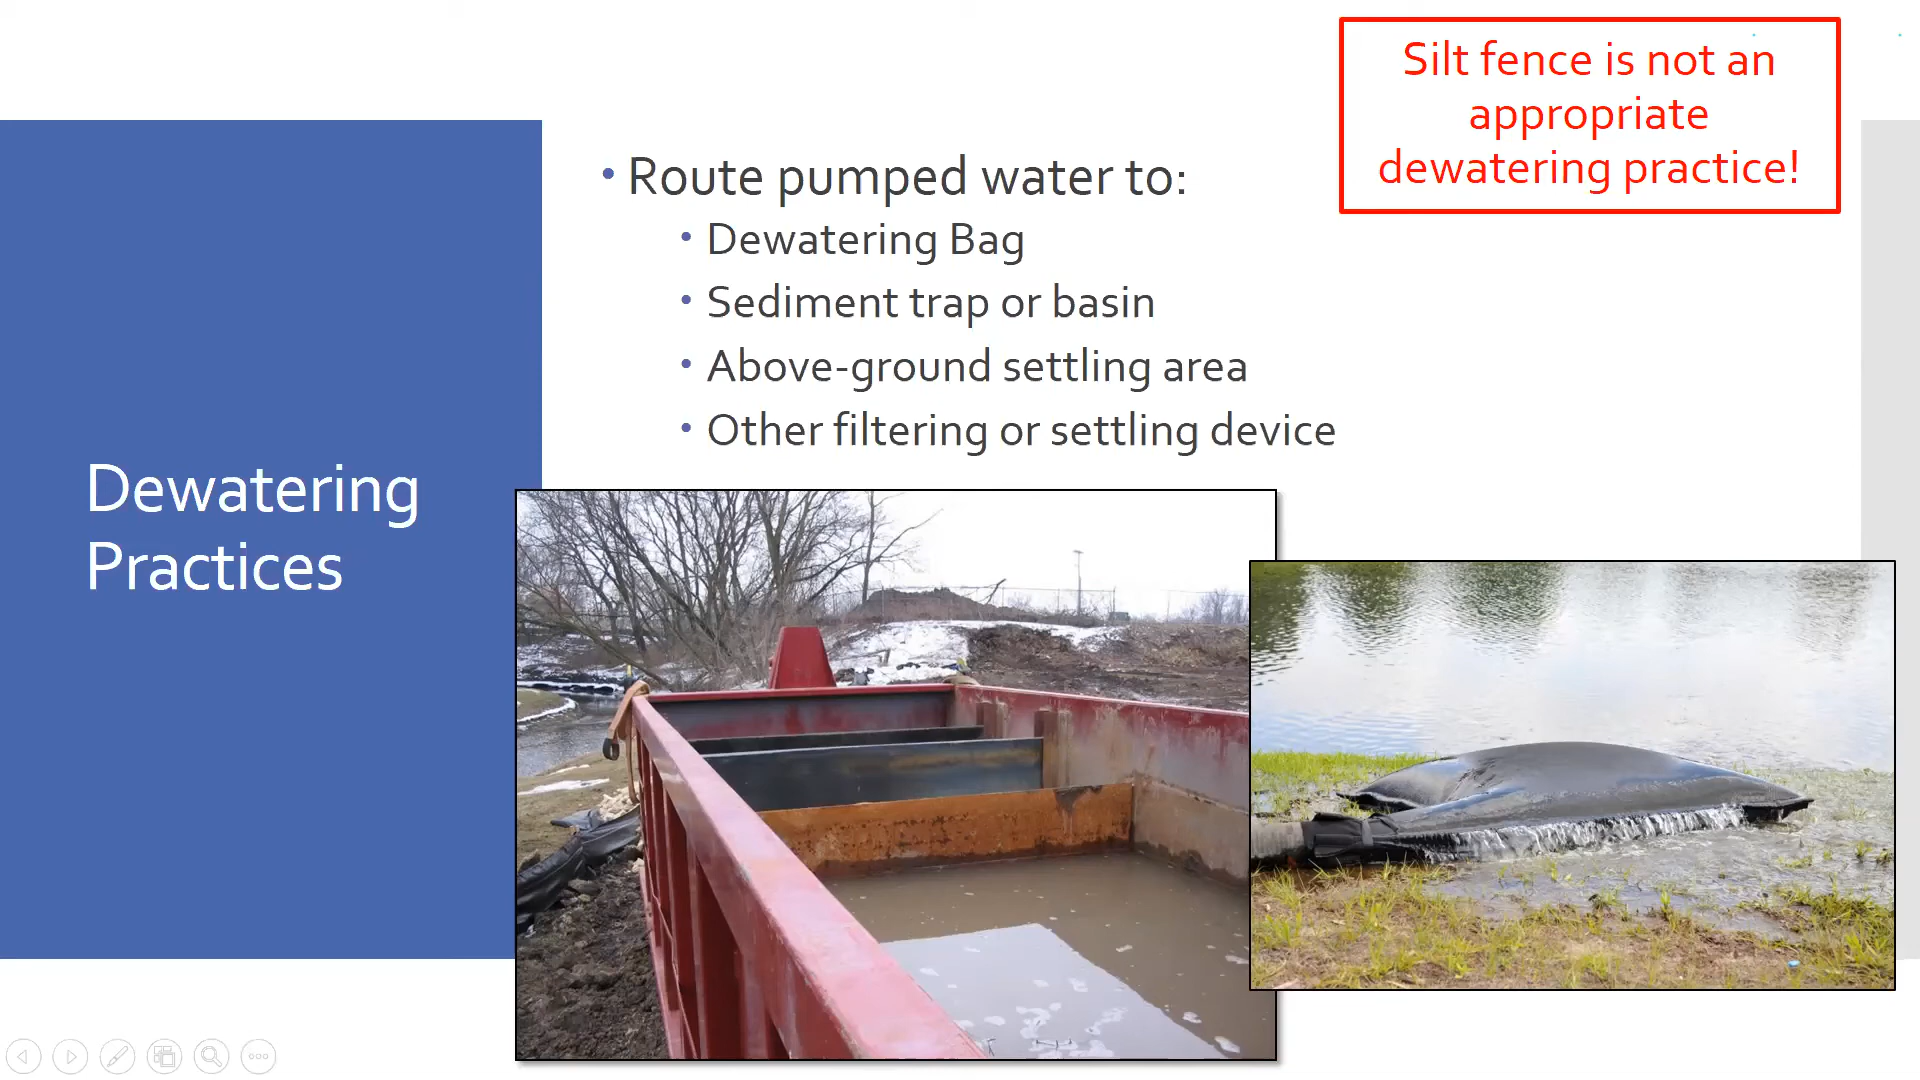 Silt fence is not an
appropriate
dewatering practice!
Dewatering
Practices
• Route pumped water to:
• Dewatering Bag
• Sediment trap or basin
• Above-ground settling area
• Other filtering or settling device